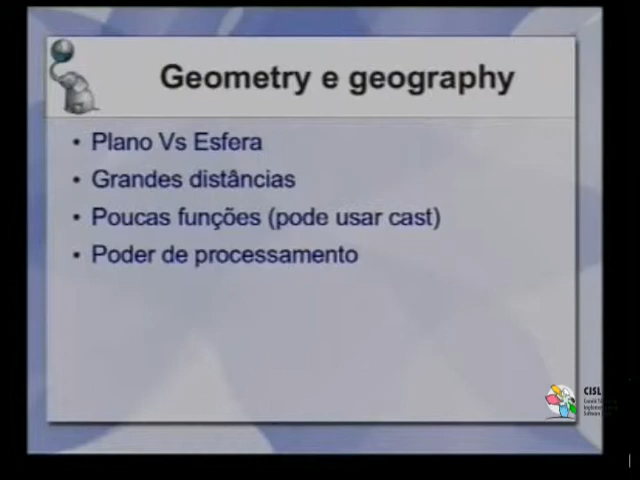 Geometry e geography
• Plano Vs Esfera
• Grandes distâncias
• Poucas funções (pode usar cast)
• Poder de processamento
CISL